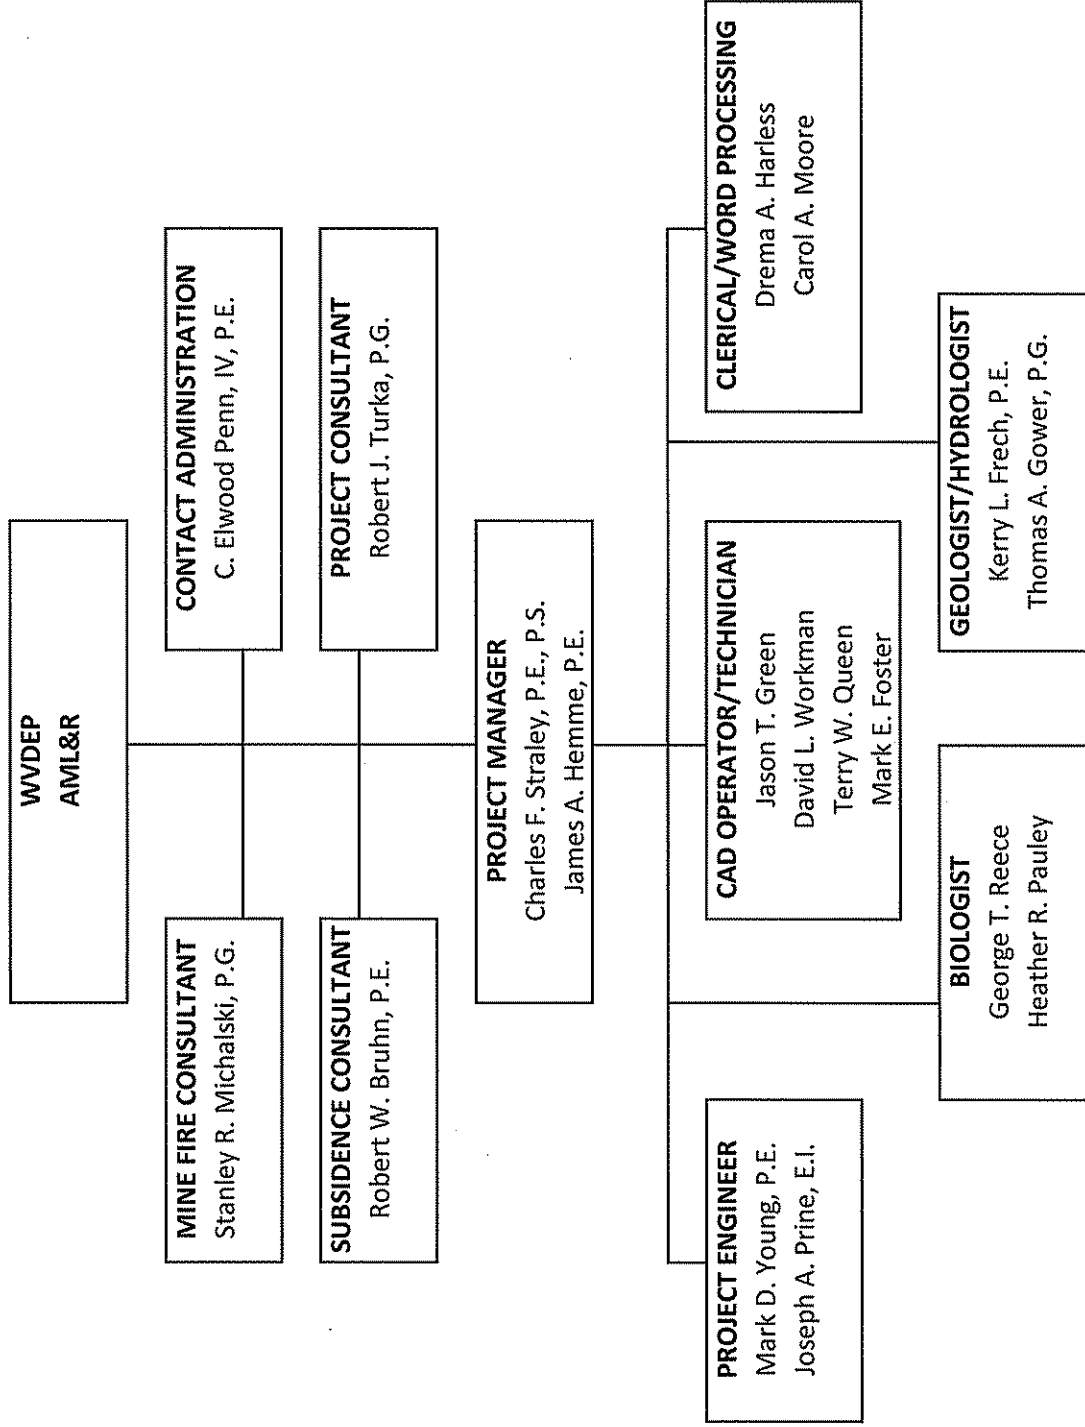 WVDEP
AML&R
MINE FIRE CONSULTANT
Stanley R. Michalski, P.G.
CONTACT ADMINISTRATION
C. Elwood Penn, IV, P.E.
SUBSIDENCE CONSULTANT
Robert W. Bruhn, P.E.
PROJECT CONSULTANT
Robert J. Turka, P.G.
PROJECT MANAGER
Charles F. Straley, P.E., P.S.
James A. Hemme, P.E.
PROJECT ENGINEER
Mark D. Young, P.E.
Joseph A. Prine, E.I.
CAD OPERATOR/TECHNICIAN
Jason T. Green
David L. Workman
Terry W. Queen
Mark E. Foster
CLERICAL/WORD PROCESSING
Drema A. Harless
Carol A. Moore
BIOLOGIST
George T. Reece
Heather R. Pauley
GEOLOGIST/HYDROLOGIST
Kerry L. Frech, P.E.
Thomas A. Gower, P.G.